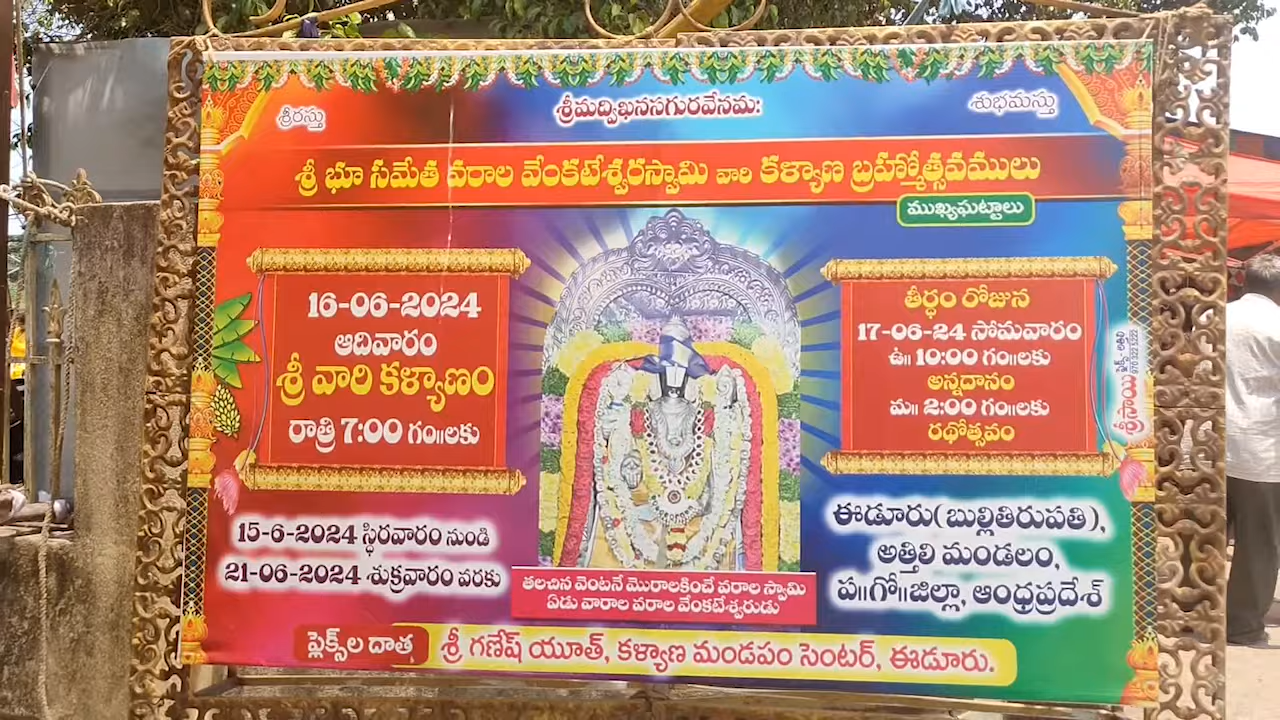 శ్రీరస్తు
శ్రీమద్విఖనసగురవేనమః
శుభమస్తు
శ్రీ భూ సమేత వరాల వేంకటేశ్వరస్వామి వారి కళ్యాణ బ్రహ్మోత్సవములు
ముఖ్యఘట్టాలు
16-06-2024
ఆదివారం
శ్రీ వారి కళ్యాణం
రాత్రి 7:00 గం॥లకు
తీర్ధం రోజున
17-06-24 సోమవారం
ఉ॥ 10:00 గం॥లకు
అన్నదానం
మ॥ 2:00 గం॥లకు
రథోత్సవం
శ్రీసాయి
15-6-2024 స్థిరవారం నుండి
21-06-2024 శుక్రవారం వరకు
తలచిన వెంటనే మొరాలకించే వరాల స్వామి
ఏడు వారాల వరాల వేంకటేశ్వరుడు
ఈడూరు(బుల్లితిరుపతి),
అత్తిలి మండలం,
ప॥గో॥జిల్లా, ఆంధ్రప్రదేశ్
ఫ్లెక్స్‌ల దాత శ్రీ గణేష్ యూత్, కళ్యాణ మండపం సెంటర్, ఈడూరు.